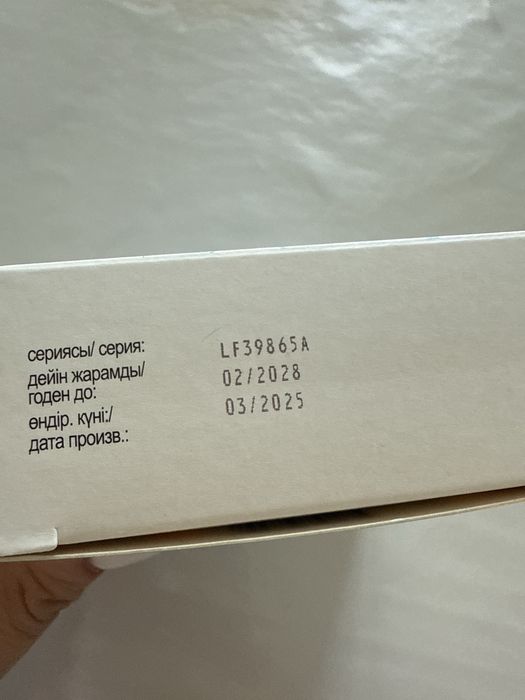 сериясы/ серия: LF39865A
дейін жарамды/
годен до: 02/2028
өндір. күні:/
дата произв.: 03/2025